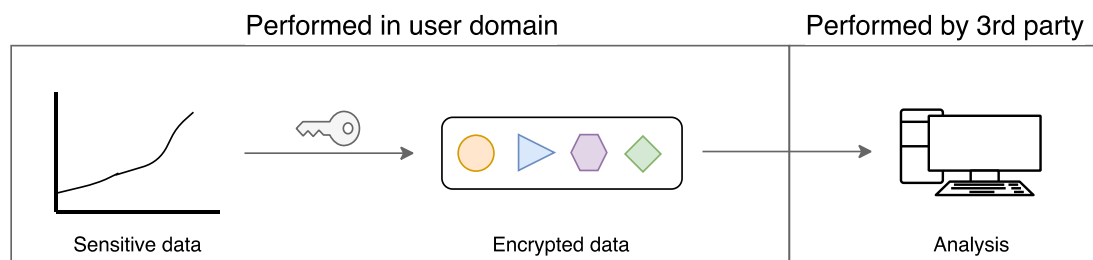 Performed in user domain
Performed by 3rd party
Sensitive data
Encrypted data
Analysis